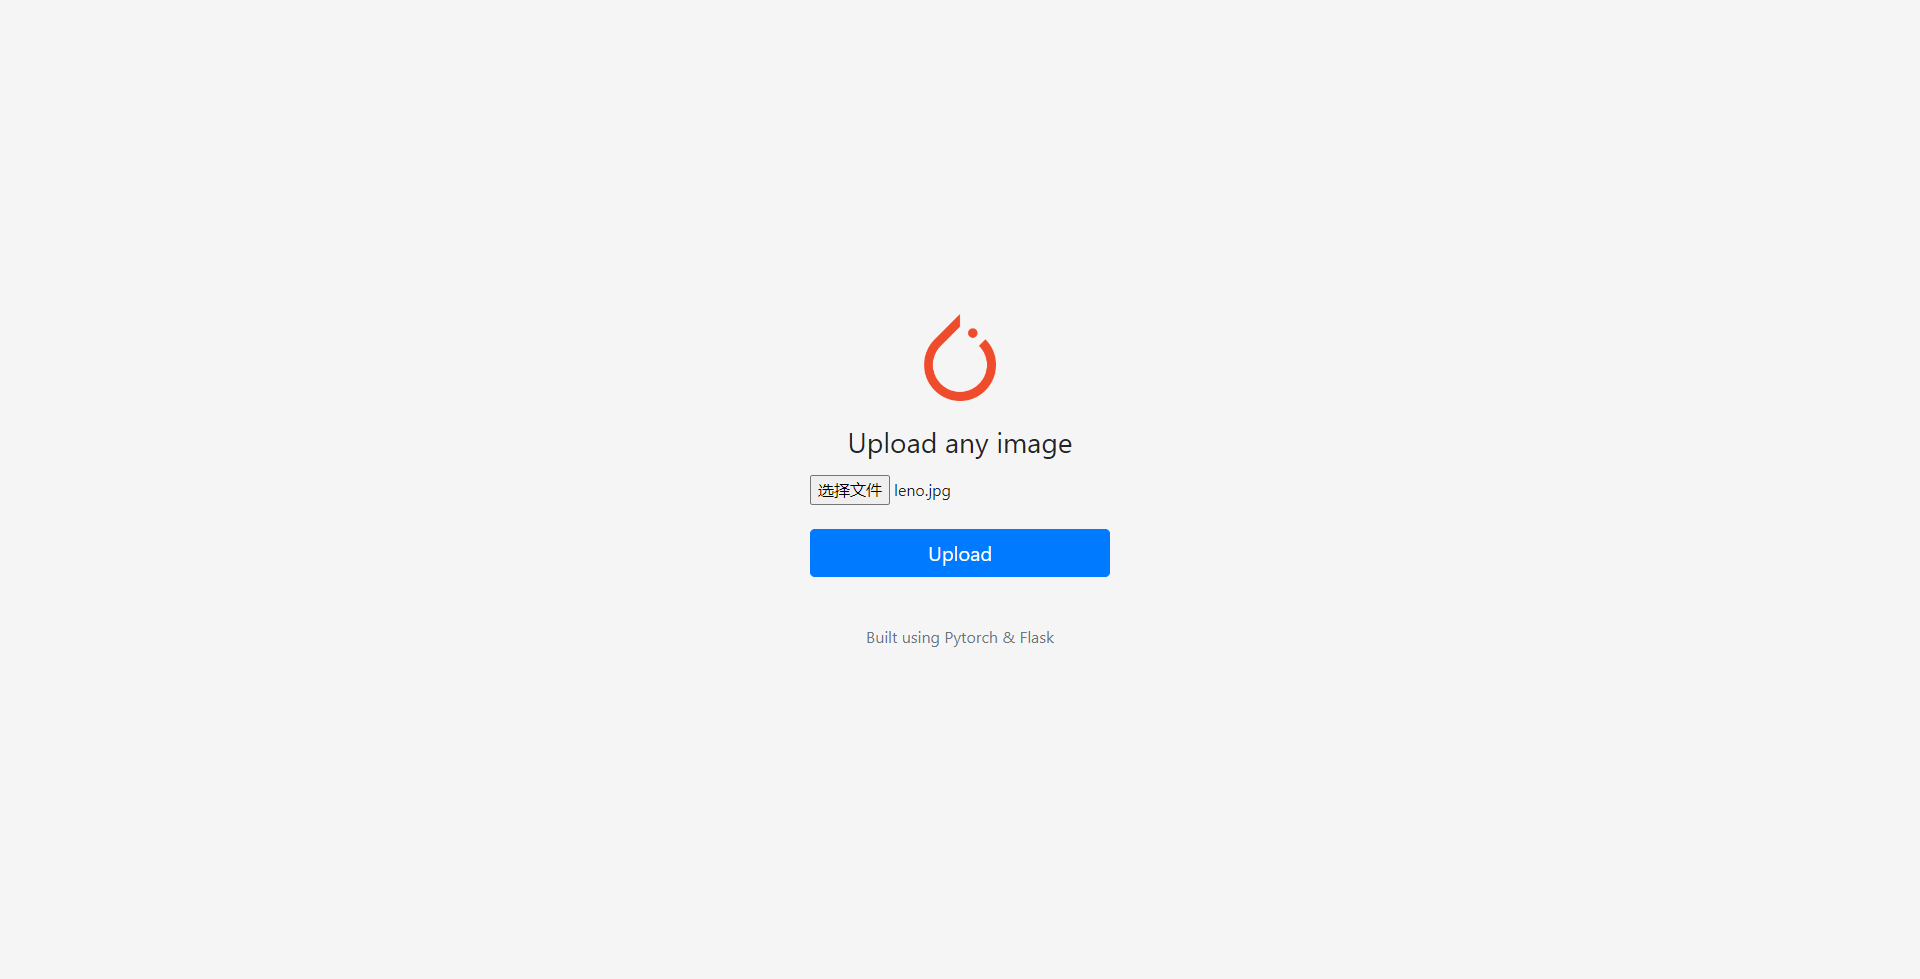 Upload any image
选择文件 leno.jpg
Upload
Built using Pytorch & Flask